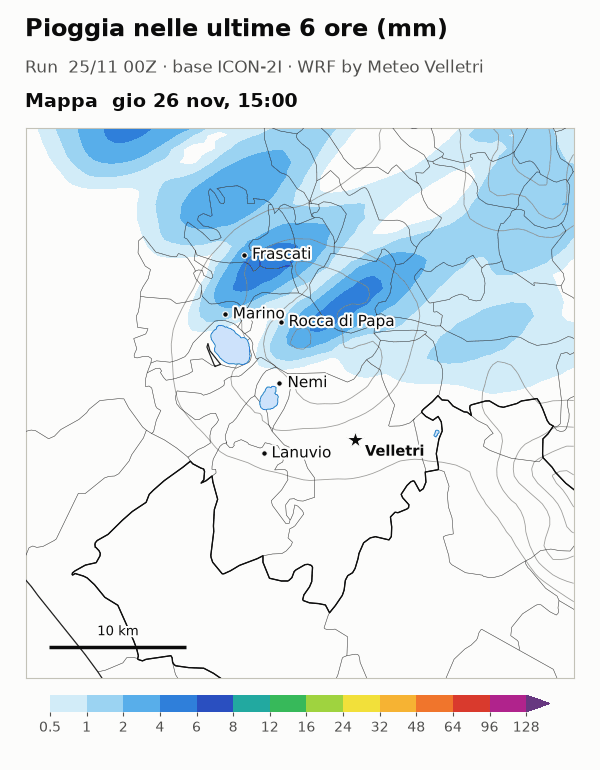 Pioggia nelle ultime 6 ore (mm)
Run  25/11 00Z · base ICON-2I · WRF by Meteo Velletri
Mappa  gio 26 nov, 15:00
Frascati
Marino
Rocca di Papa
Nemi
Velletri
Lanuvio
10 km
0.5 1 2 4 6 8 12 16 24 32 48 64 96 128